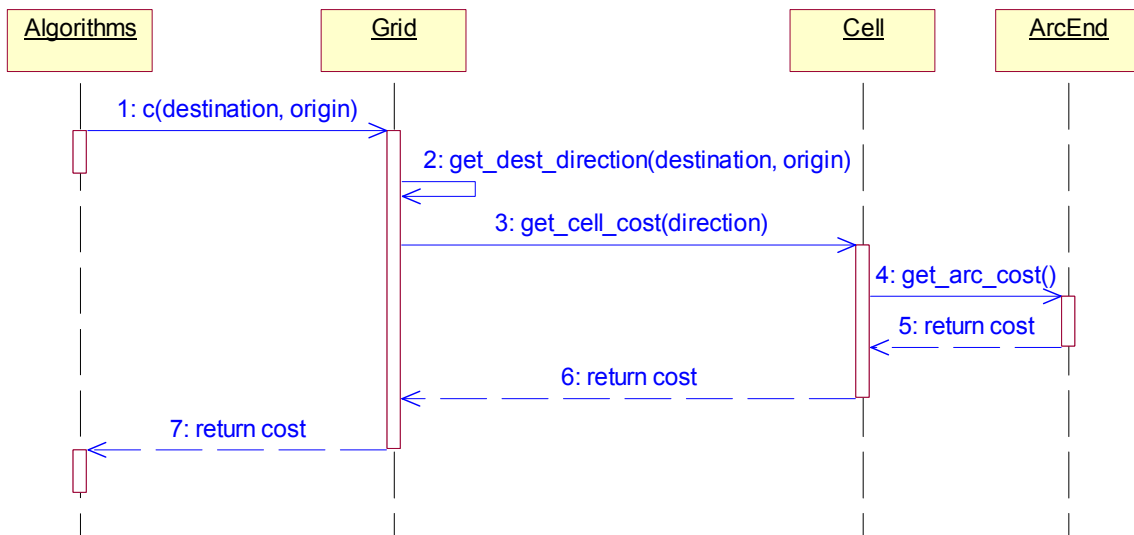 Algorithms
Grid
Cell
ArcEnd
1: c(destination, origin)
2: get_dest_direction(destination, origin)
3: get_cell_cost(direction)
4: get_arc_cost()
5: return cost
6: return cost
7: return cost